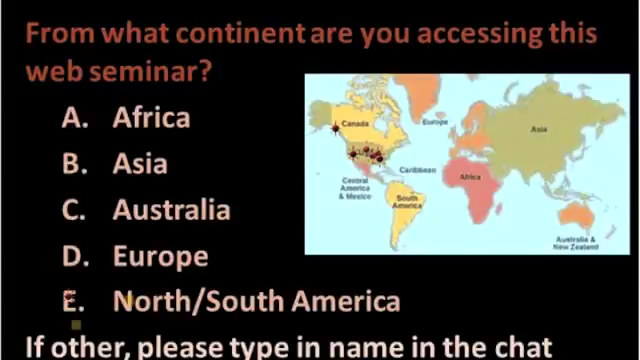 From what continent are you accessing this
web seminar?
A. Africa
B. Asia
C. Australia
D. Europe
E. North/South America
If other, please type in name in the chat
Canada
Europe
Asia
Caribbean
Africa
Central
America
& Mexico
South
America
Australia &
New Zealand